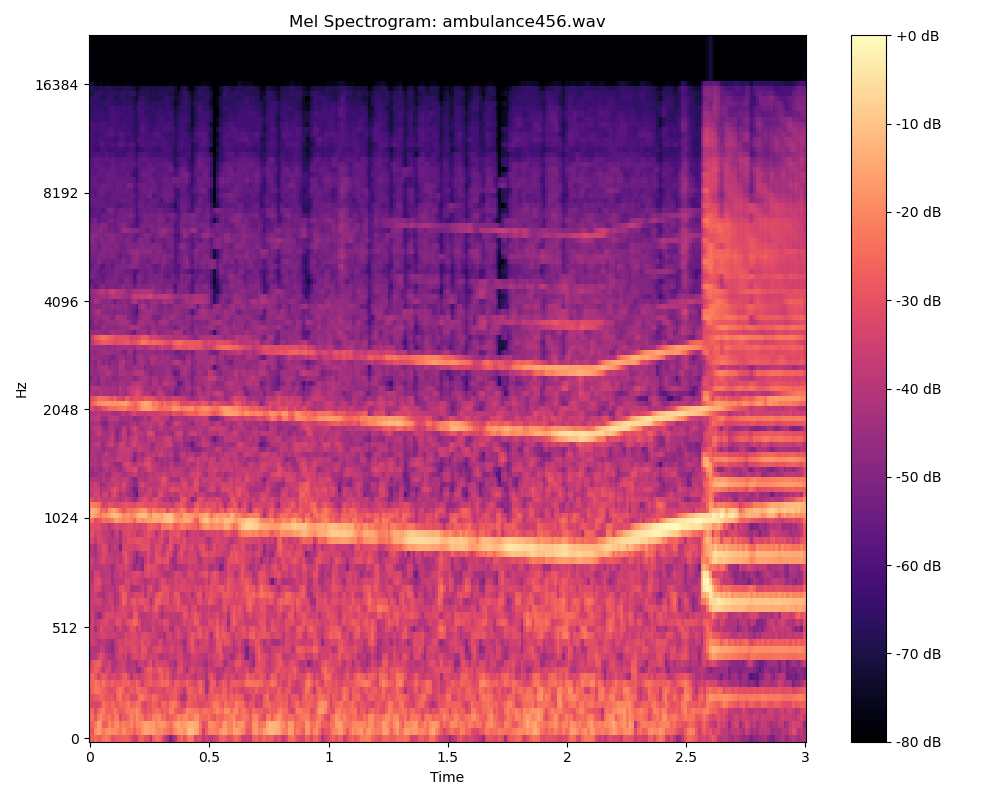 Mel Spectrogram: ambulance456.wav
Hz
16384
8192
4096
2048
1024
512
0
0
0.5
1
1.5
2
2.5
3
Time
+0 dB
-10 dB
-20 dB
-30 dB
-40 dB
-50 dB
-60 dB
-70 dB
-80 dB